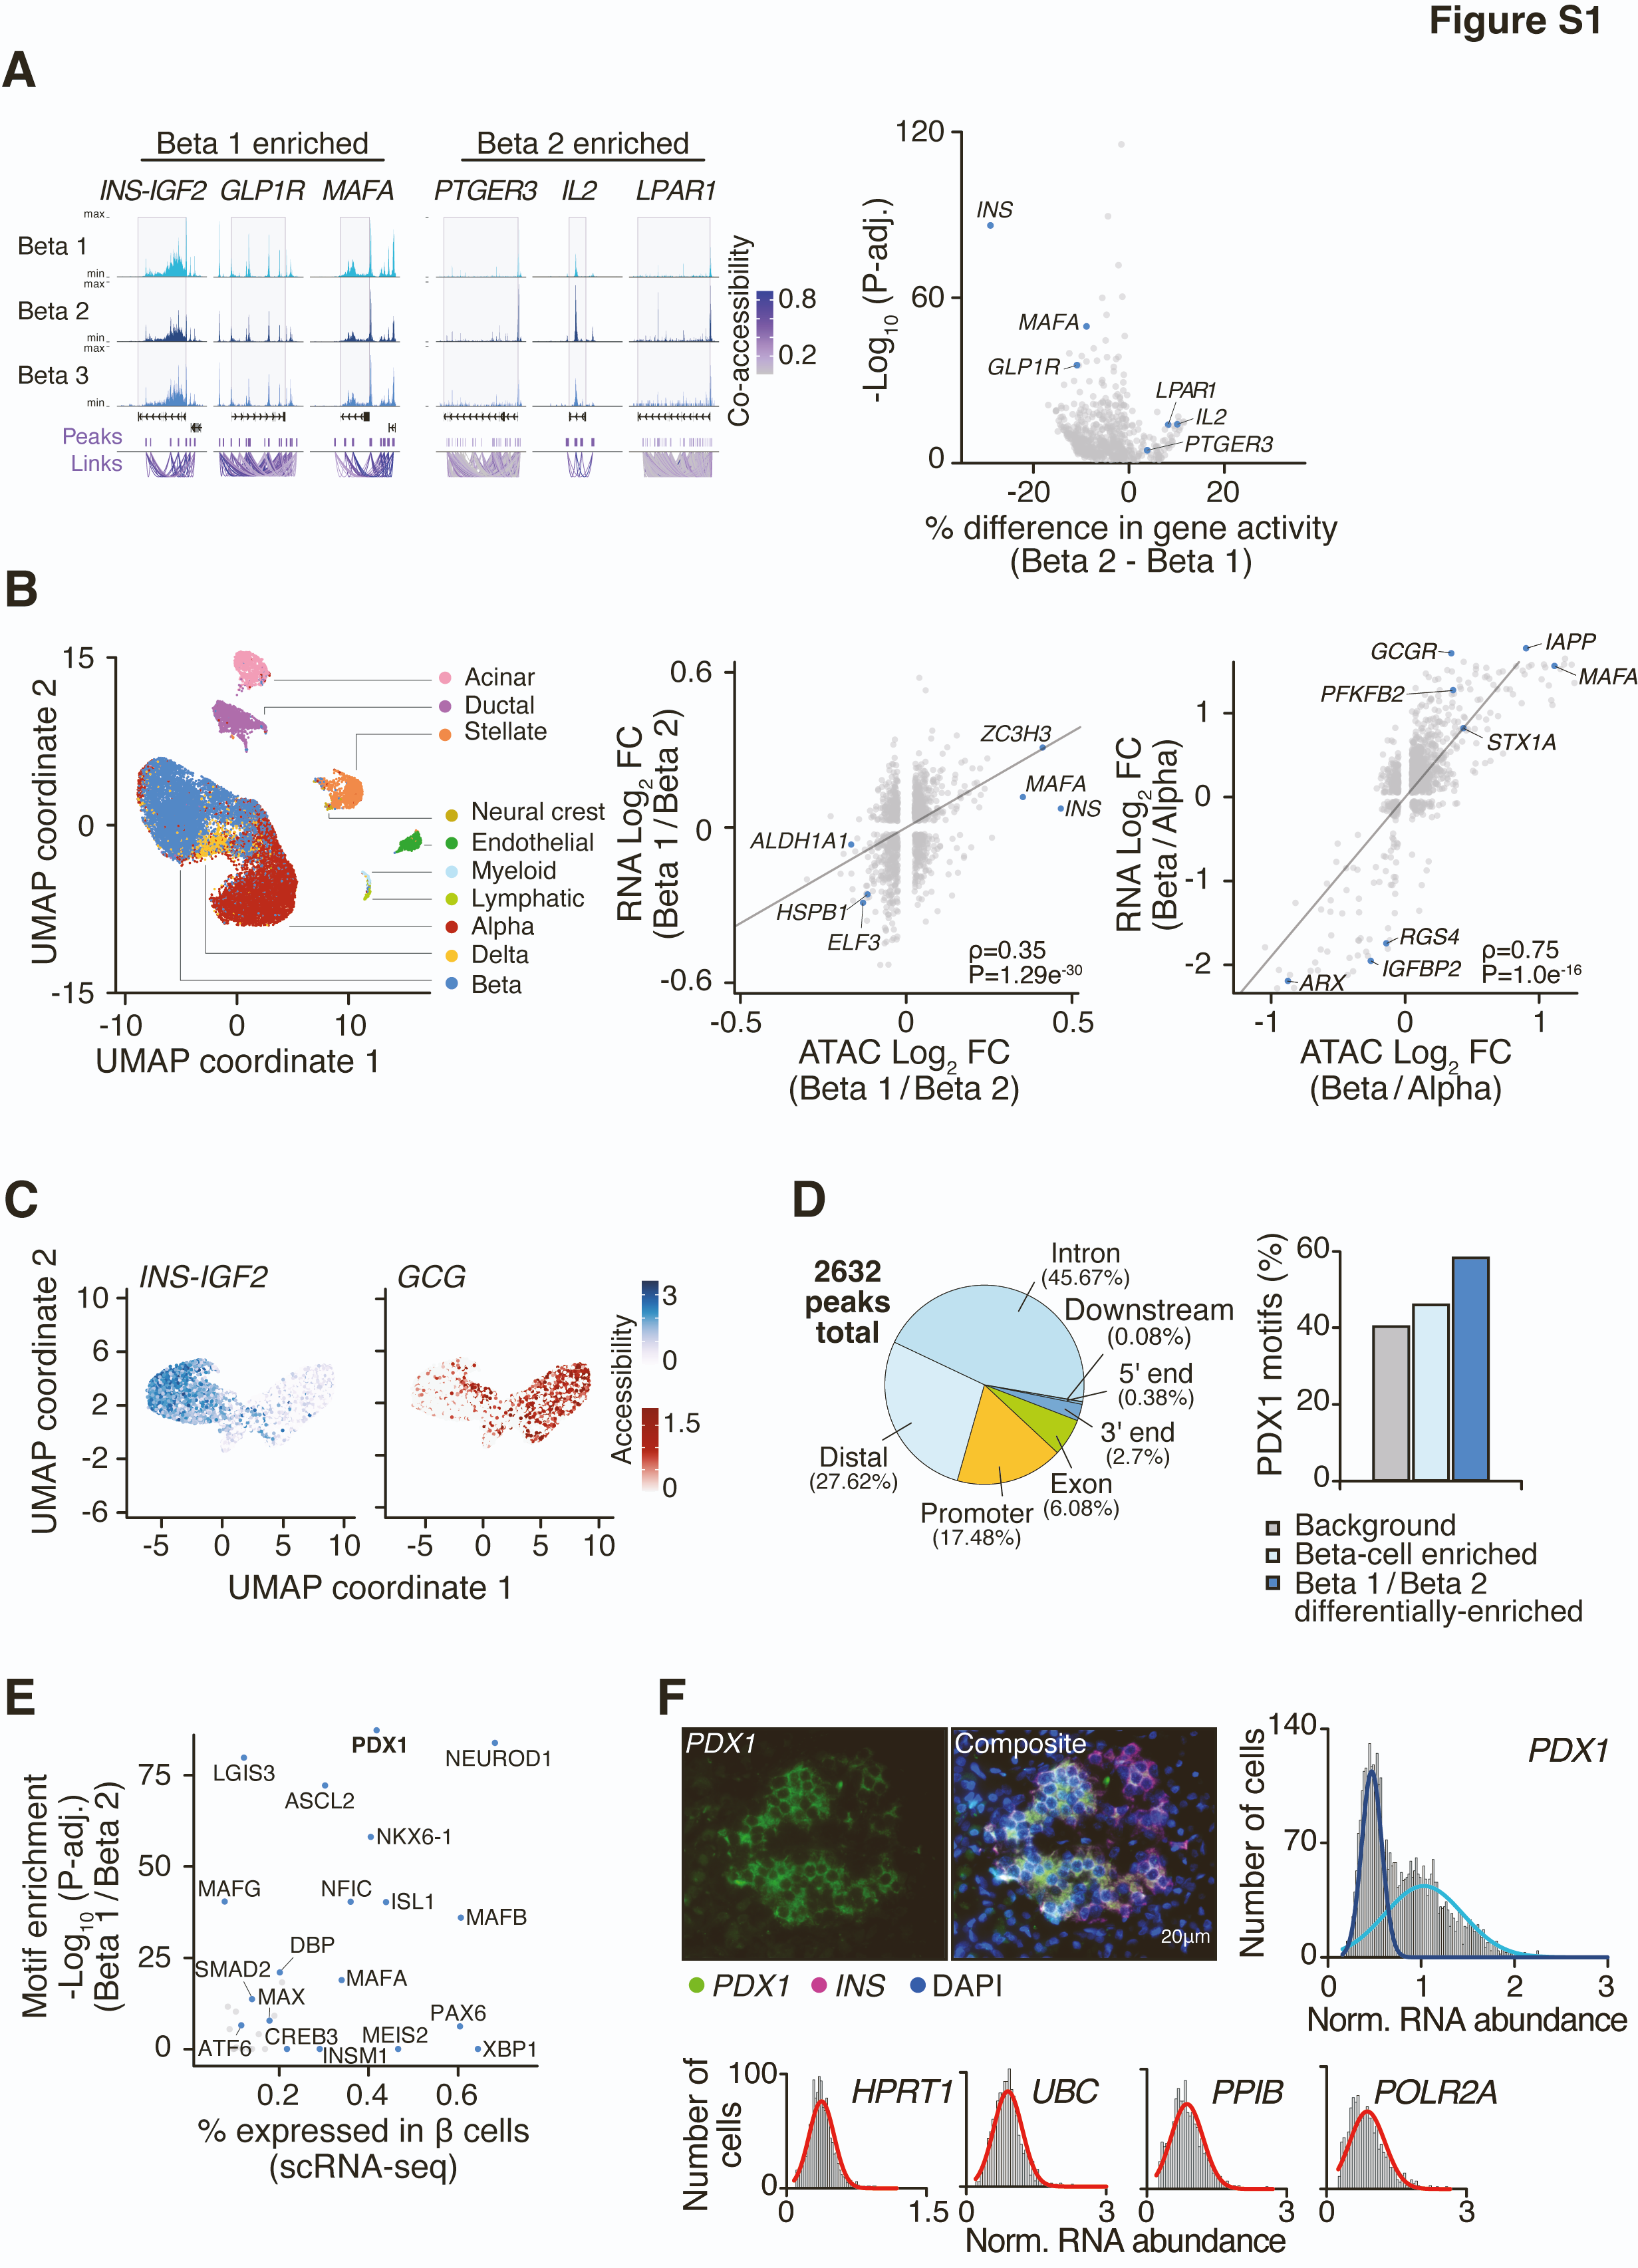 Figure S1
A
Beta 1 enriched
Beta 2 enriched
INS-IGF2 GLP1R MAFA
PTGER3 IL2 LPAR1
max
Beta 1
min
max
Beta 2
min
max
Beta 3
min
Peaks
Links
Co-accessibility
0.8
0.2
-Log10 (P-adj.)
120
60
0
INS
MAFA
GLP1R
LPAR1
IL2
PTGER3
-20 0 20
% difference in gene activity
(Beta 2 - Beta 1)
B
UMAP coordinate 2
15
0
-15
-10 0 10
UMAP coordinate 1
Acinar
Ductal
Stellate
Neural crest
Endothelial
Myeloid
Lymphatic
Alpha
Delta
Beta
RNA Log2 FC
(Beta 1/Beta 2)
0.6
0
-0.6
ZC3H3
MAFA
INS
ALDH1A1
HSPB1
ELF3
ρ=0.35
P=1.29e-30
-0.5 0 0.5
ATAC Log2 FC
(Beta 1/Beta 2)
RNA Log2 FC
(Beta/Alpha)
1
0
-1
-2
GCGR
IAPP
MAFA
PFKFB2
STX1A
RGS4
IGFBP2
ARX
ρ=0.75
P=1.0e-16
-1 0 1
ATAC Log2 FC
(Beta/Alpha)
C
UMAP coordinate 2
INS-IGF2
GCG
10
6
2
-2
-6
-5 0 5 10
-5 0 5 10
UMAP coordinate 1
Accessibility
3
0
1.5
0
D
2632
peaks
total
Intron
(45.67%)
Downstream
(0.08%)
5' end
(0.38%)
3' end
(2.7%)
Exon
(6.08%)
Promoter
(17.48%)
Distal
(27.62%)
PDX1 motifs (%)
60
40
20
0
Background
Beta-cell enriched
Beta 1/Beta 2
differentially-enriched
E
Motif enrichment
-Log10 (P-adj.)
(Beta 1/Beta 2)
75
50
25
0
PDX1
NEUROD1
LGIS3
ASCL2
NKX6-1
MAFG
NFIC
ISL1
MAFB
DBP
SMAD2
MAFA
MAX
PAX6
ATF6
CREB3
MEIS2
INSM1
XBP1
0.2 0.4 0.6
% expressed in β cells
(scRNA-seq)
F
PDX1
Composite
20μm
PDX1 INS DAPI
Number of cells
140
70
0
PDX1
0 1 2 3
Norm. RNA abundance
Number of
cells
100
0
HPRT1
UBC
PPIB
POLR2A
0 1.5
0 3
0 3
0 3
Norm. RNA abundance